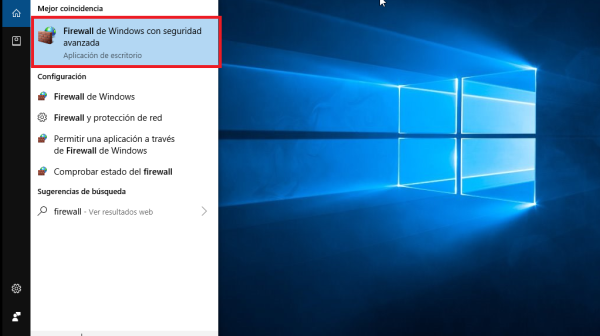 Mejor coincidencia
Firewall de Windows con seguridad
avanzada
Aplicación de escritorio
Configuración
Firewall de Windows
Firewall y protección de red
Permitir una aplicación a través
de Firewall de Windows
Comprobar estado del firewall
Sugerencias de búsqueda
firewall - Ver resultados web